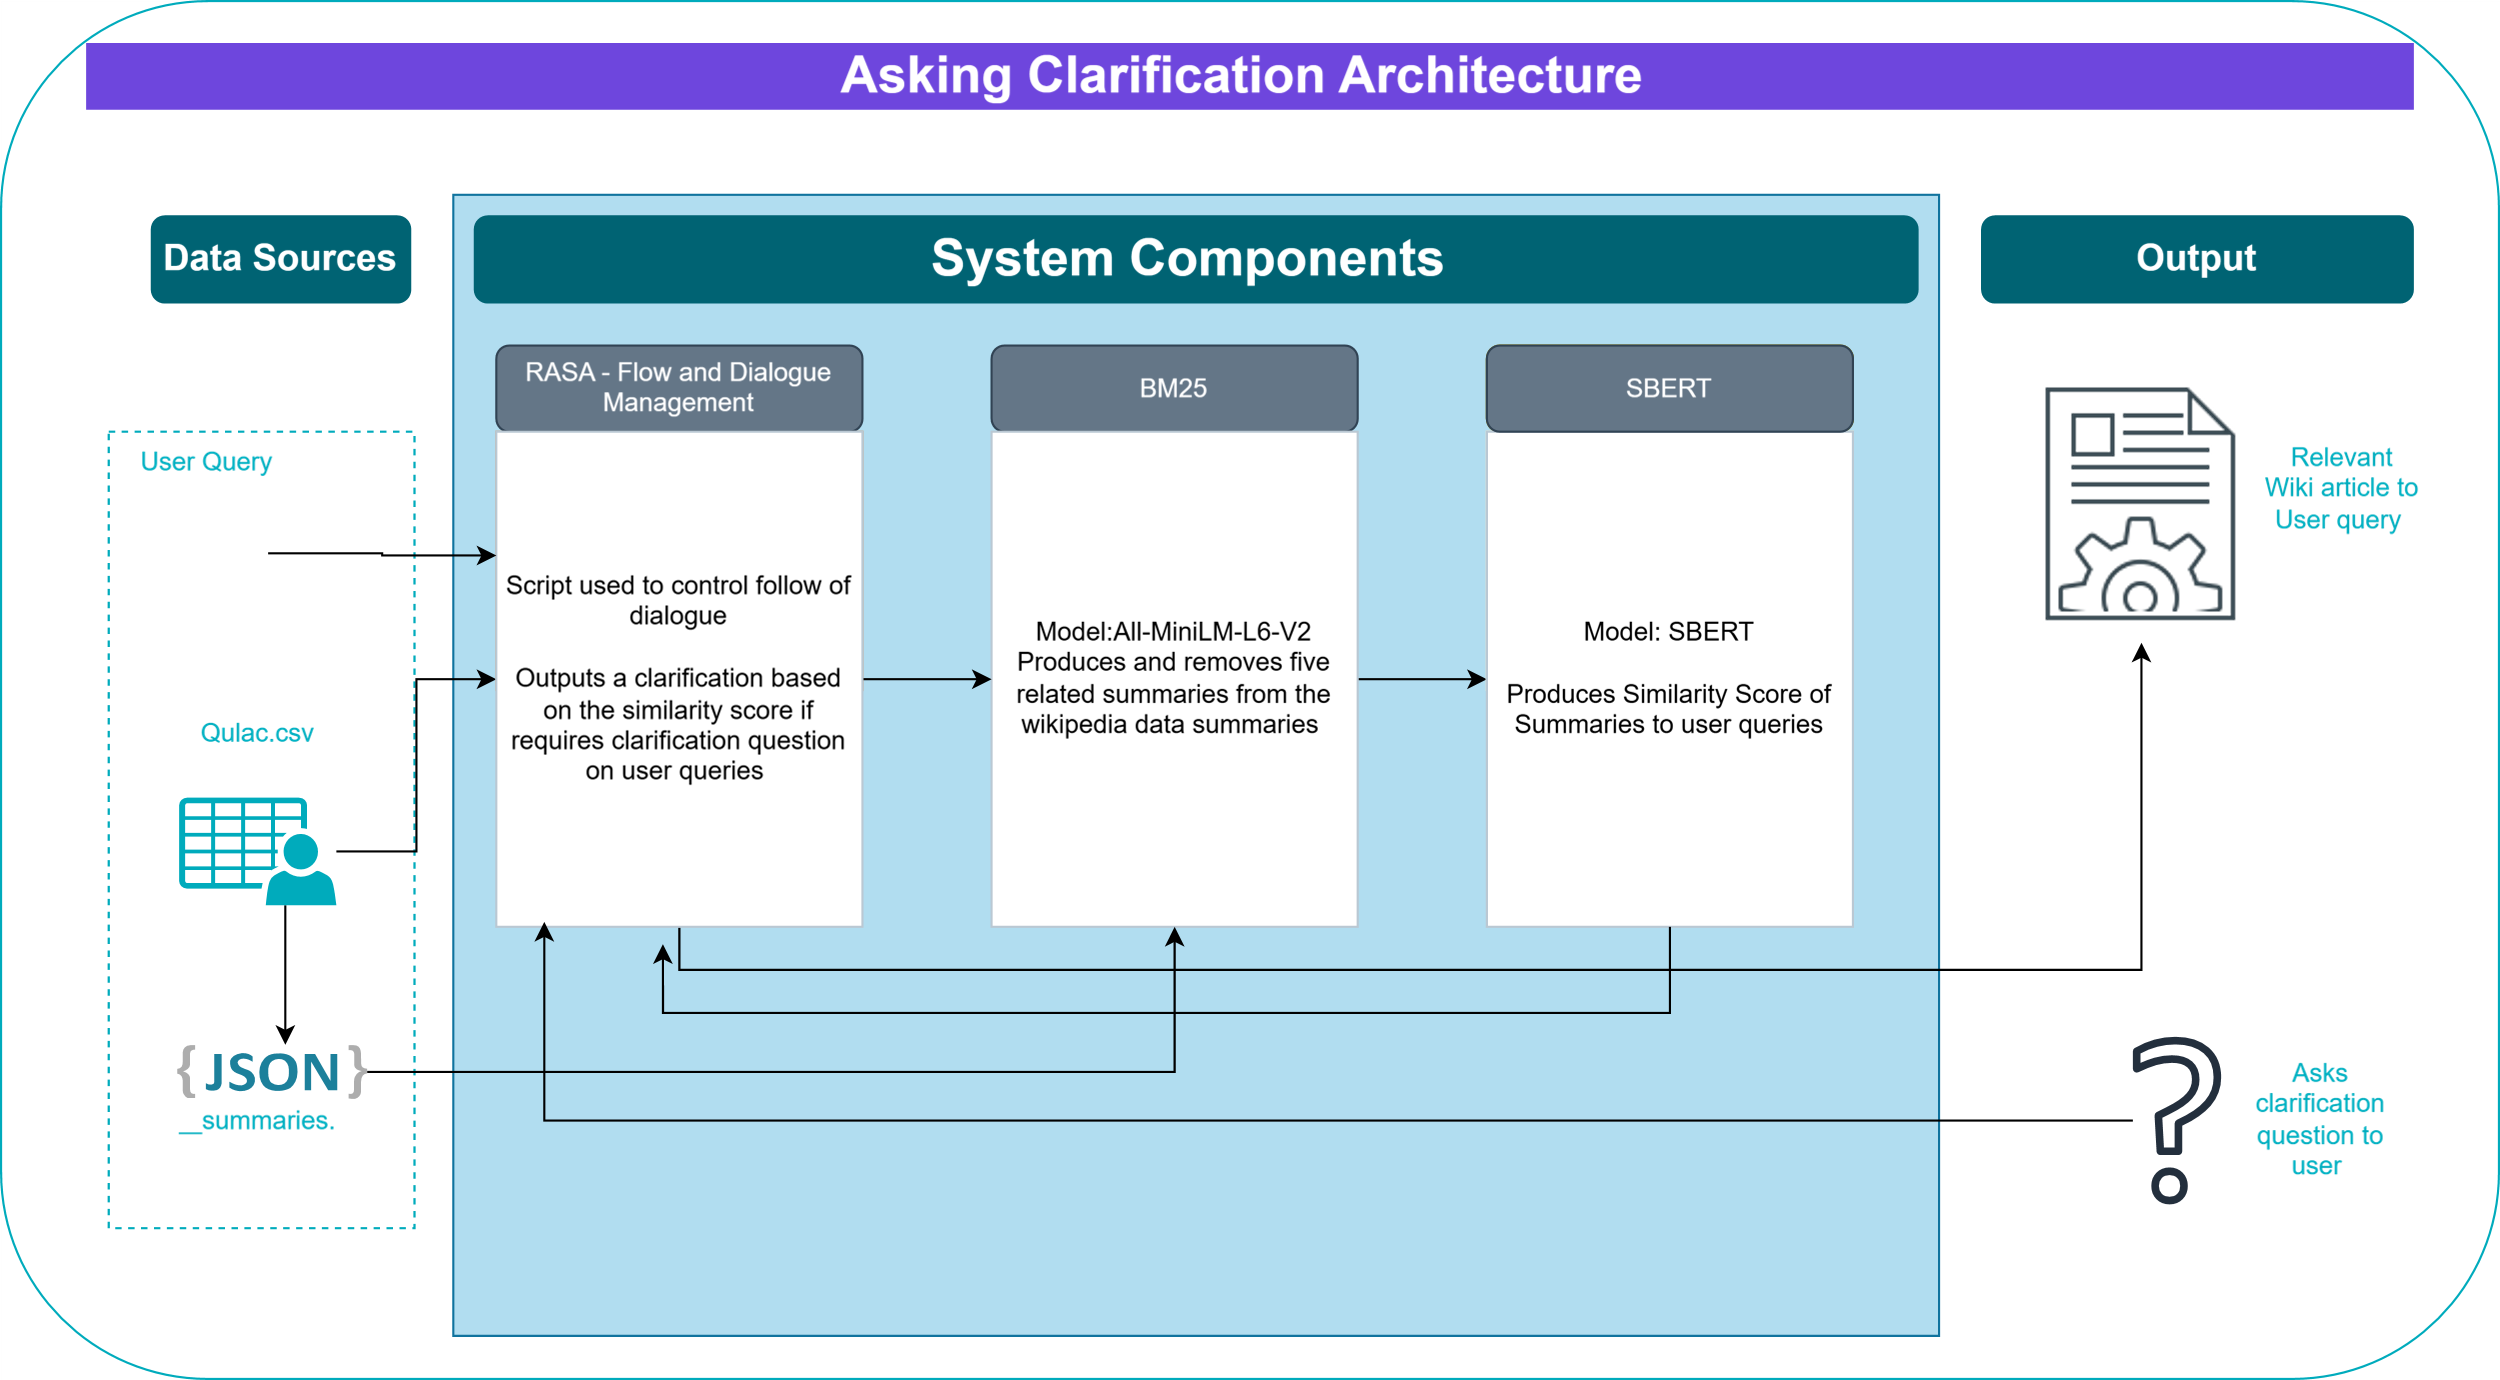 Asking Clarification Architecture
Data Sources
System Components
Output
RASA - Flow and Dialogue
Management
BM25
SBERT
User Query
Qulac.csv
{ JSON }
__summaries.
Script used to control follow of
dialogue
Outputs a clarification based
on the similarity score if
requires clarification question
on user queries
Model:All-MiniLM-L6-V2
Produces and removes five
related summaries from the
wikipedia data summaries
Model: SBERT
Produces Similarity Score of
Summaries to user queries
Relevant
Wiki article to
User query
?
Asks
clarification
question to
user